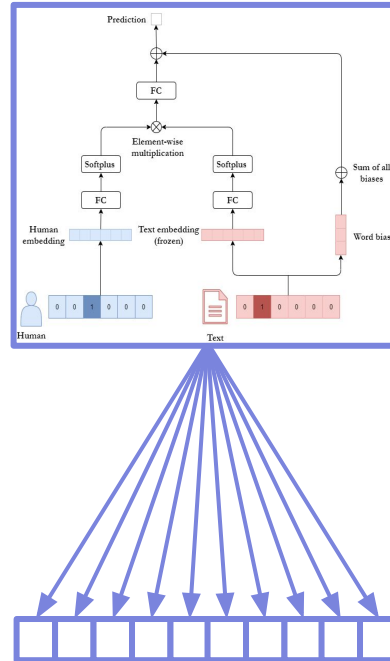 Prediction
FC
Element-wise
multiplication
Softplus
Softplus
Sum of all
biases
FC
FC
Human
embedding
Text embedding
(frozen)
Word bias
0 0 1 0 0 0
0 1 0 0 0 0
Human
Text